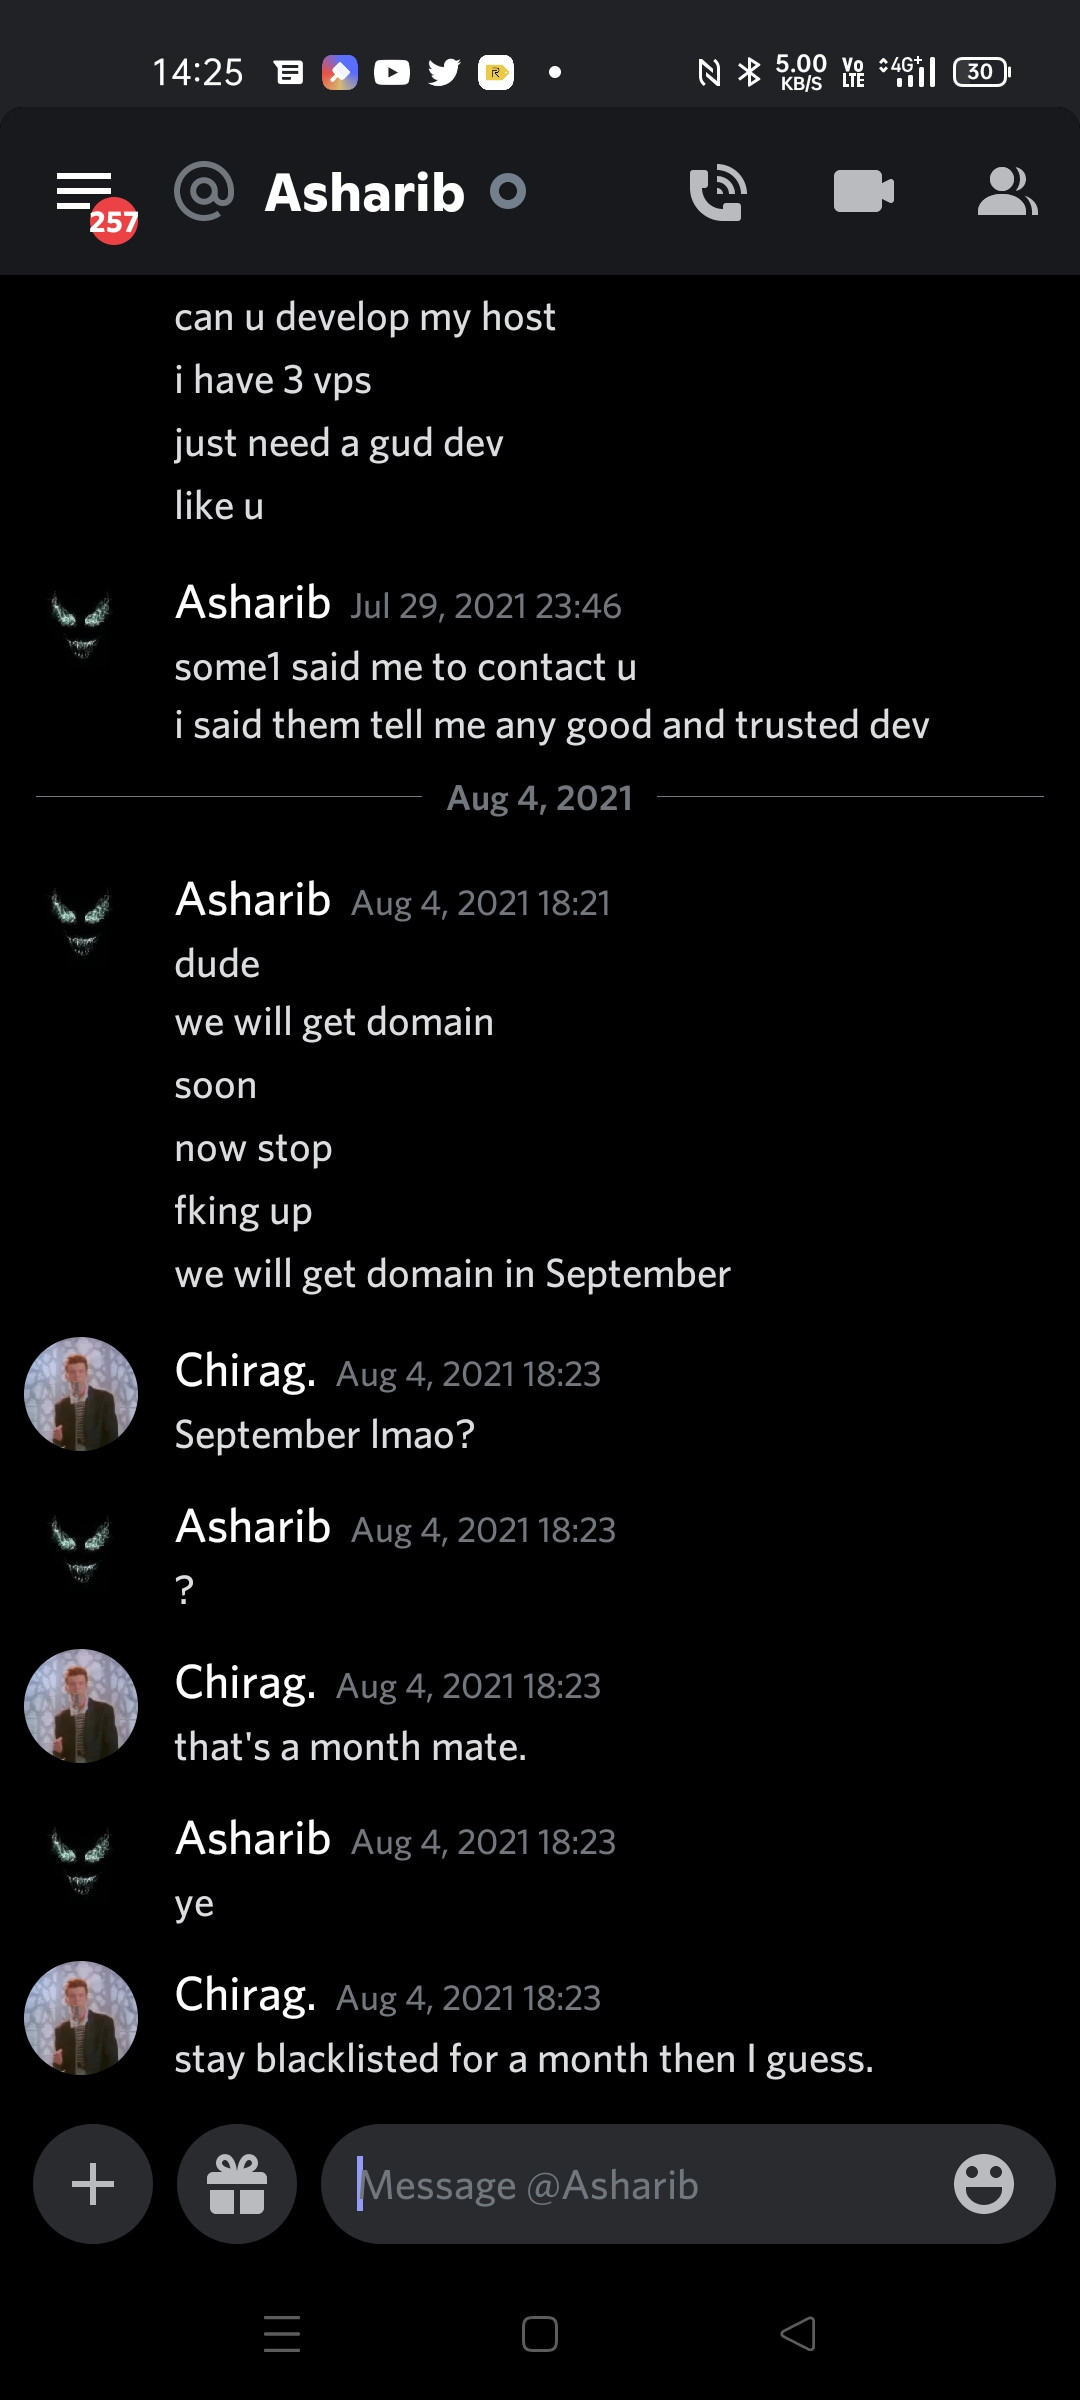 14:25
5.00
KB/S
Vo
LTE
4G+
30
257
Asharib
can u develop my host
i have 3 vps
just need a gud dev
like u
Asharib Jul 29, 2021 23:46
some1 said me to contact u
i said them tell me any good and trusted dev
Aug 4, 2021
Asharib Aug 4, 2021 18:21
dude
we will get domain
soon
now stop
fking up
we will get domain in September
Chirag. Aug 4, 2021 18:23
September lmao?
Asharib Aug 4, 2021 18:23
?
Chirag. Aug 4, 2021 18:23
that's a month mate.
Asharib Aug 4, 2021 18:23
ye
Chirag. Aug 4, 2021 18:23
stay blacklisted for a month then I guess.
Message @Asharib